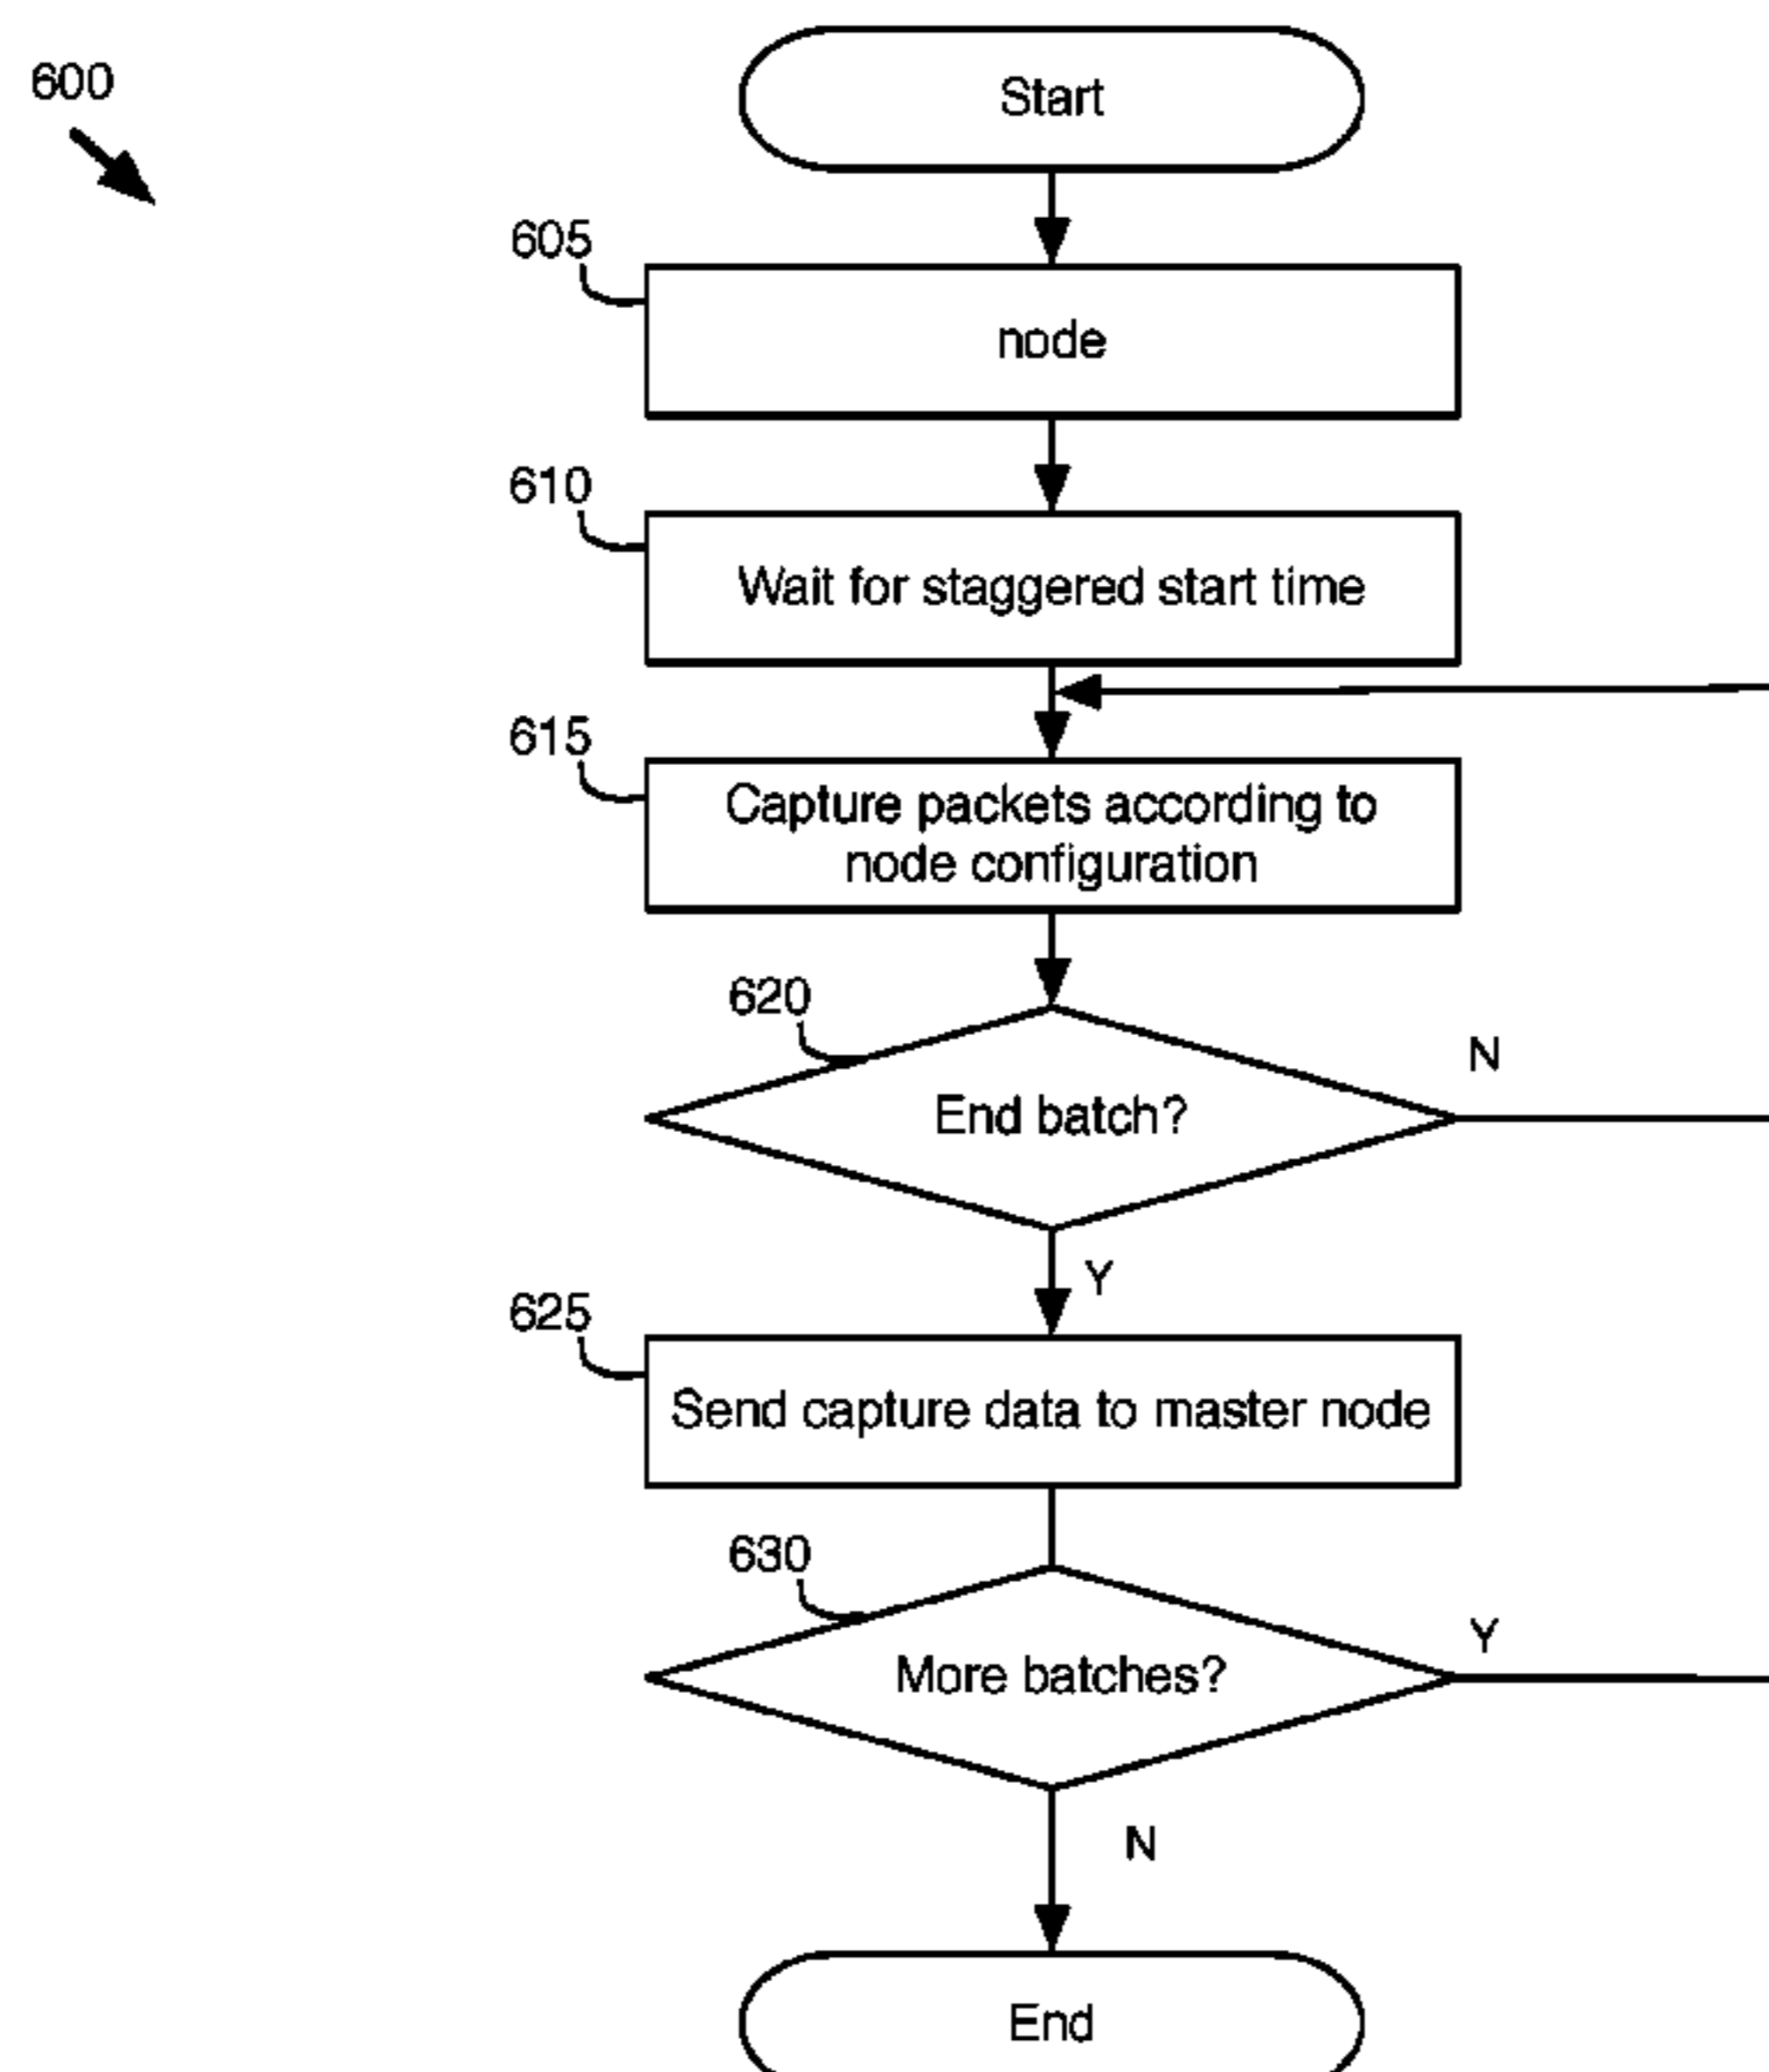 600
Start
605
node
610
Wait for staggered start time
615
Capture packets according to
node configuration
620
End batch?
N
Y
625
Send capture data to master node
630
More batches?
Y
N
End